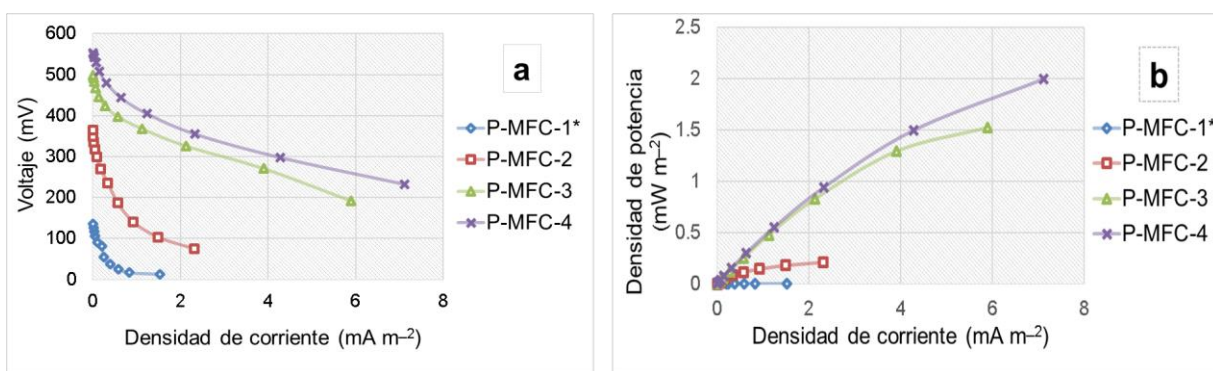 600
500
400
300
200
100
0
Voltaje (mV)
0 2 4 6 8
Densidad de corriente (mA m–2)
a
P-MFC-1*
P-MFC-2
P-MFC-3
P-MFC-4
2.5
2
1.5
1
0.5
0
Densidad de potencia
(mW m–2)
0 2 4 6 8
Densidad de corriente (mA m–2)
b
P-MFC-1*
P-MFC-2
P-MFC-3
P-MFC-4